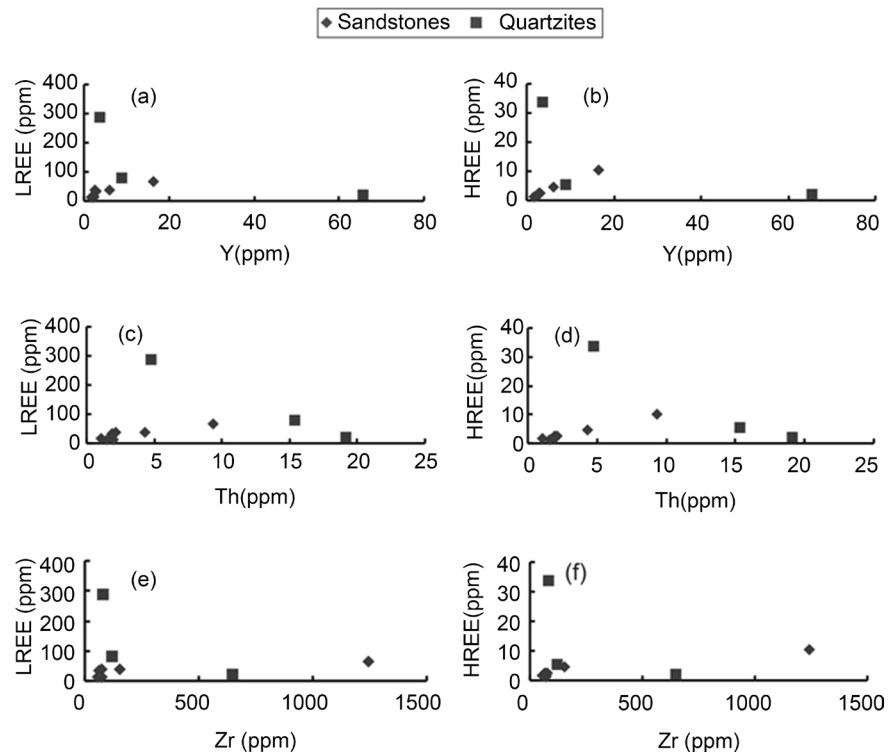 Sandstones Quartzites
(a)
LREE (ppm)
400
300
200
100
0
0 20 40 60 80
Y(ppm)
(b)
HREE (ppm)
40
30
20
10
0
0 20 40 60 80
Y(ppm)
(c)
LREE (ppm)
400
300
200
100
0
0 5 10 15 20 25
Th(ppm)
(d)
HREE(ppm)
40
30
20
10
0
0 5 10 15 20 25
Th(ppm)
(e)
LREE (ppm)
400
300
200
100
0
0 500 1000 1500
Zr (ppm)
(f)
HREE(ppm)
40
30
20
10
0
0 500 1000 1500
Zr (ppm)